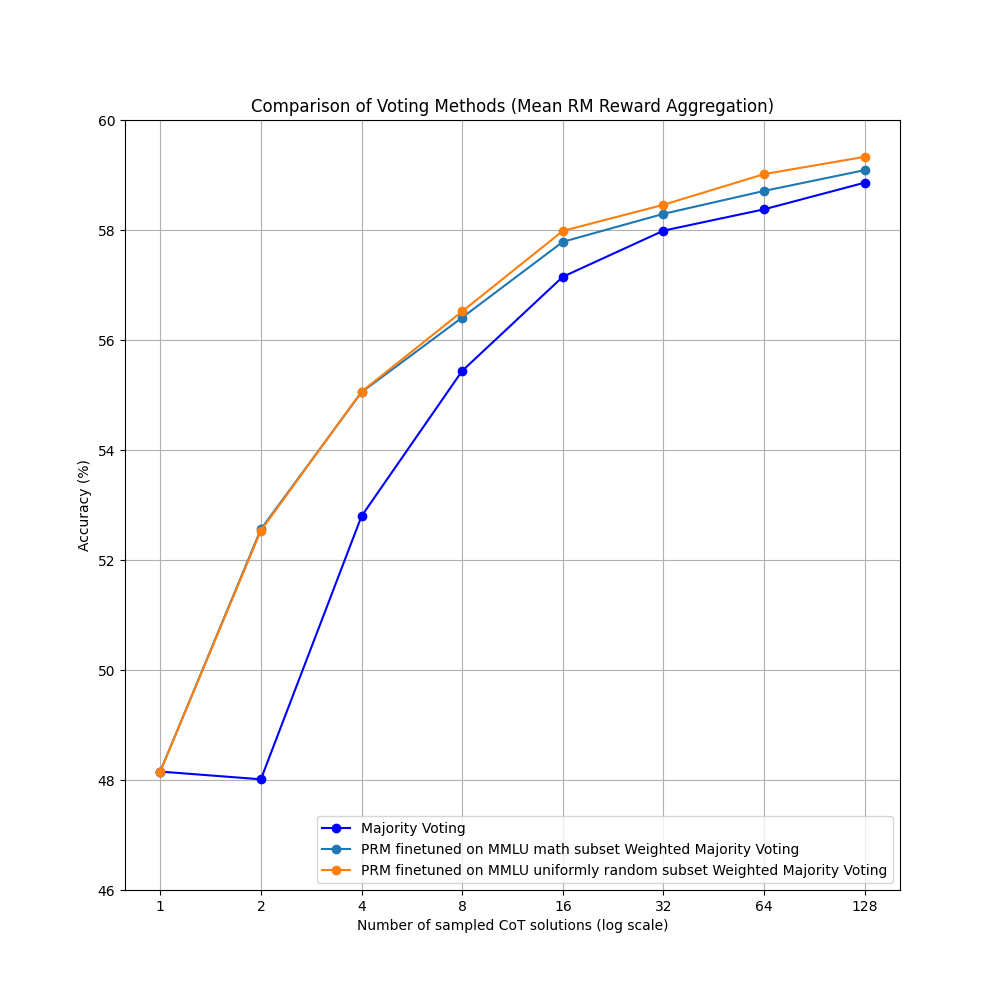 Comparison of Voting Methods (Mean RM Reward Aggregation)
60
58
56
54
52
50
48
46
Accuracy (%)
Majority Voting
PRM finetuned on MMLU math subset Weighted Majority Voting
PRM finetuned on MMLU uniformly random subset Weighted Majority Voting
1 2 4 8 16 32 64 128
Number of sampled CoT solutions (log scale)